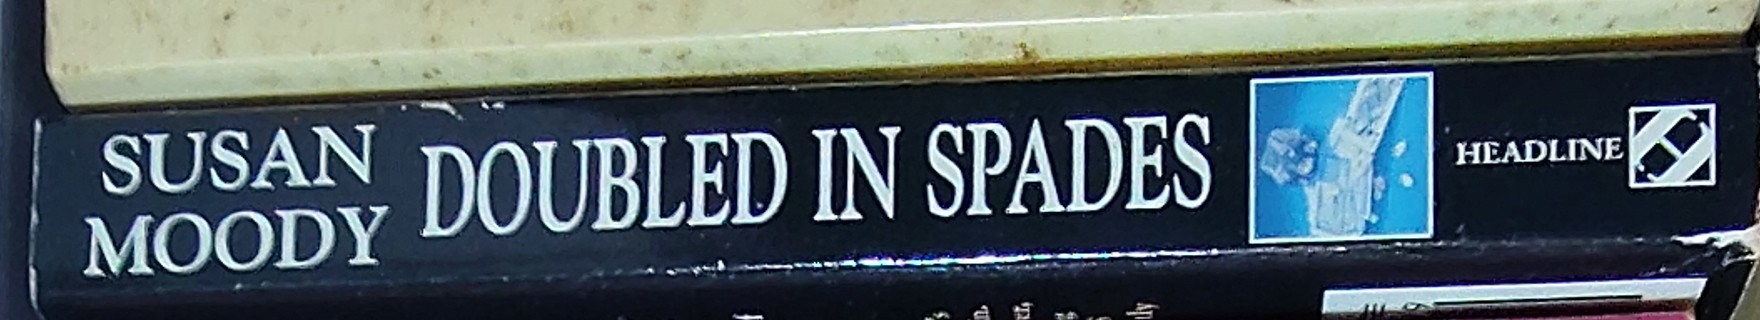 SUSAN
MOODY
DOUBLED IN SPADES
HEADLINE